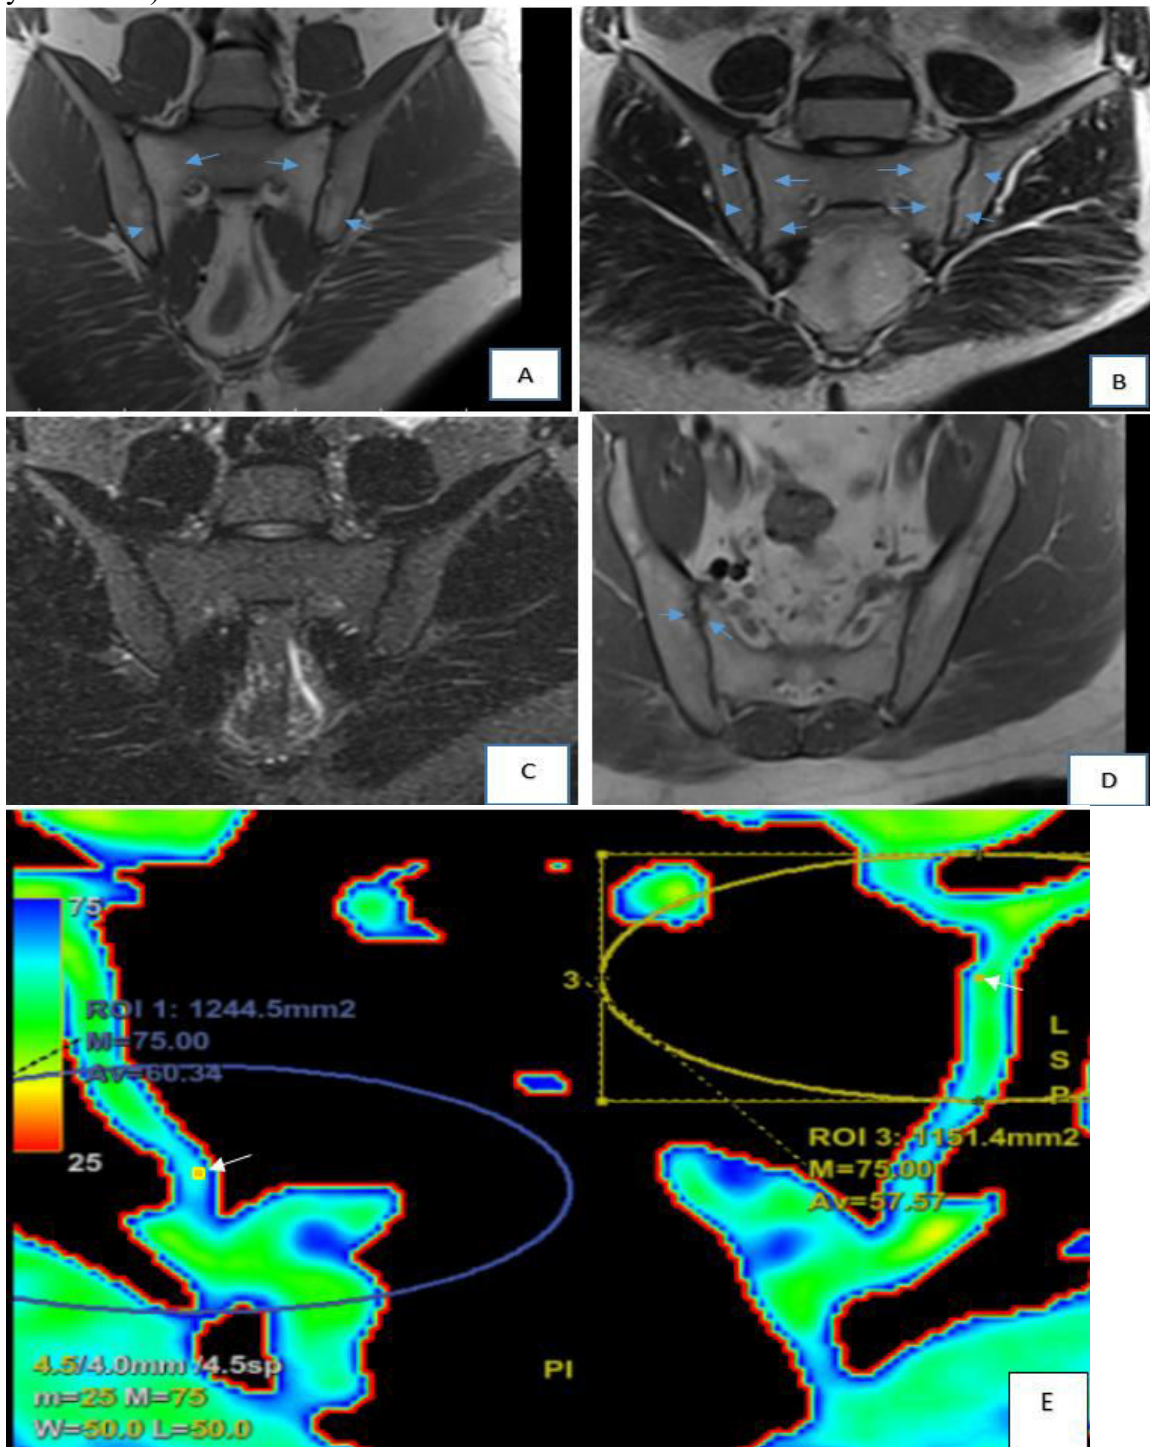 A
B
C
D
75
ROI 1: 1244.5mm2
M=75.00
Av=60.34
25
3
L
S
P
ROI 3: 1151.4mm2
M=75.00
Av=57.57
4.5/4.0mm /4.5sp
m=25 M=75
W=50.0 L=50.0
PI
E